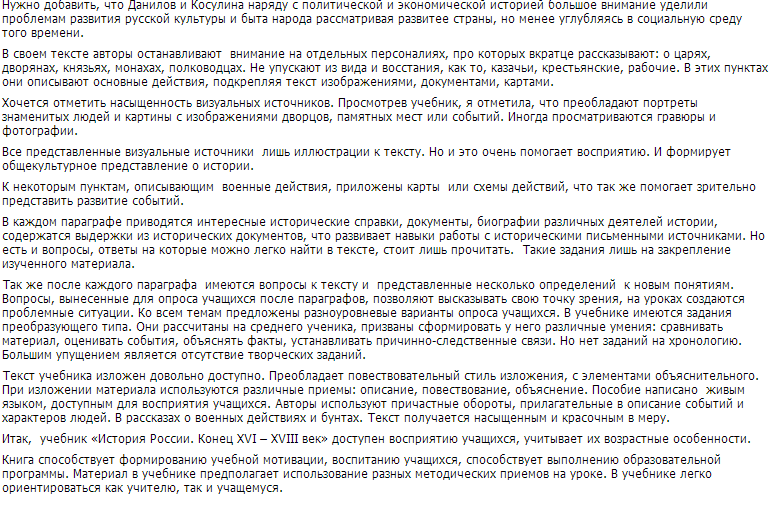 Нужно добавить, что Данилов и Косулина наряду с политической и экономической историей большое внимание уделили
проблемам развития русской культуры и быта народа рассматривая развитее страны, но менее углубляясь в социальную среду
того времени.
В своем тексте авторы останавливают внимание на отдельных персоналиях, про которых вкратце рассказывают: о царях,
дворянах, князьях, монахах, полководцах. Не упускают из вида и восстания, как то, казачьи, крестьянские, рабочие. В этих пунктах
они описывают основные действия, подкрепляя текст изображениями, документами, картами.
Хочется отметить насыщенность визуальных источников. Просмотрев учебник, я отметила, что преобладают портреты
знаменитых людей и картины с изображениями дворцов, памятных мест или событий. Иногда просматриваются гравюры и
фотографии.
Все представленные визуальные источники лишь иллюстрации к тексту. Но и это очень помогает восприятию. И формирует
общекультурное представление о истории.
К некоторым пунктам, описывающим военные действия, приложены карты или схемы действий, что так же помогает зрительно
представить развитие событий.
В каждом параграфе приводятся интересные исторические справки, документы, биографии различных деятелей истории,
содержатся выдержки из исторических документов, что развивает навыки работы с историческими письменными источниками. Но
есть и вопросы, ответы на которые можно легко найти в тексте, стоит лишь прочитать. Такие задания лишь на закрепление
изученного материала.
Так же после каждого параграфа имеются вопросы к тексту и представленные несколько определений к новым понятиям.
Вопросы, вынесенные для опроса учащихся после параграфов, позволяют высказывать свою точку зрения, на уроках создаются
проблемные ситуации. Ко всем темам предложены разноуровневые варианты опроса учащихся. В учебнике имеются задания
преобразующего типа. Они рассчитаны на среднего ученика, призваны сформировать у него различные умения: сравнивать
материал, оценивать события, объяснять факты, устанавливать причинно-следственные связи. Но нет заданий на хронологию.
Большим упущением является отсутствие творческих заданий.
Текст учебника изложен довольно доступно. Преобладает повествовательный стиль изложения, с элементами объяснительного.
При изложении материала используются различные приемы: описание, повествование, объяснение. Пособие написано живым
языком, доступным для восприятия учащихся. Авторы используют причастные обороты, прилагательные в описание событий и
характеров людей. В рассказах о военных действиях и бунтах. Текст получается насыщенным и красочным в меру.
Итак, учебник «История России. Конец XVI – XVIII век» доступен восприятию учащихся, учитывает их возрастные особенности.
Книга способствует формированию учебной мотивации, воспитанию учащихся, способствует выполнению образовательной
программы. Материал в учебнике предполагает использование разных методических приемов на уроке. В учебнике легко
ориентироваться как учителю, так и учащемуся.